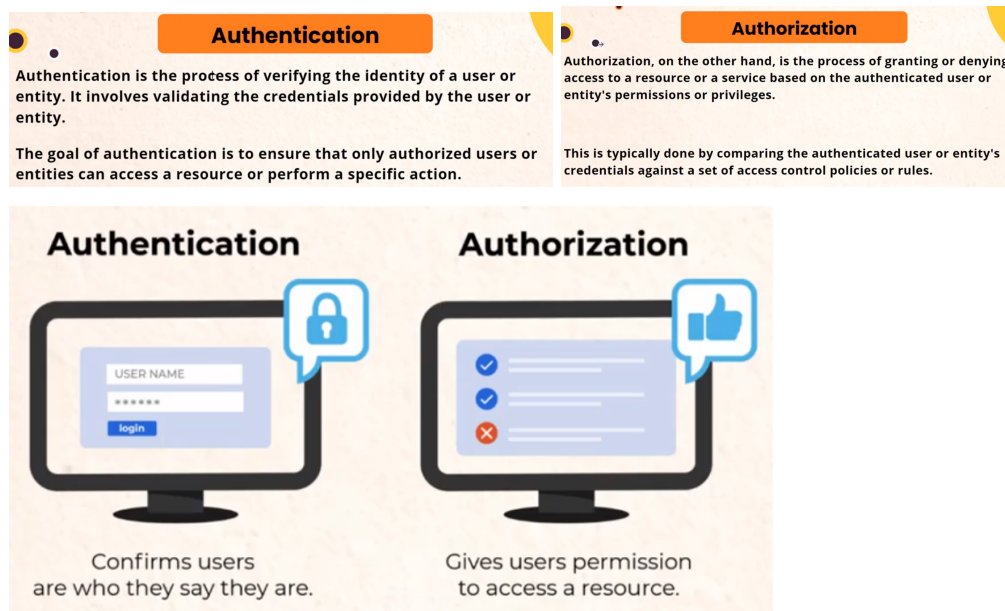 Authentication
Authentication is the process of verifying the identity of a user or
entity. It involves validating the credentials provided by the user or
entity.
The goal of authentication is to ensure that only authorized users or
entities can access a resource or perform a specific action.
Authorization
Authorization, on the other hand, is the process of granting or denying
access to a resource or a service based on the authenticated user or
entity's permissions or privileges.
This is typically done by comparing the authenticated user or entity's
credentials against a set of access control policies or rules.
Authentication
USER NAME
******
login
Confirms users
are who they say they are.
Authorization
Gives users permission
to access a resource.